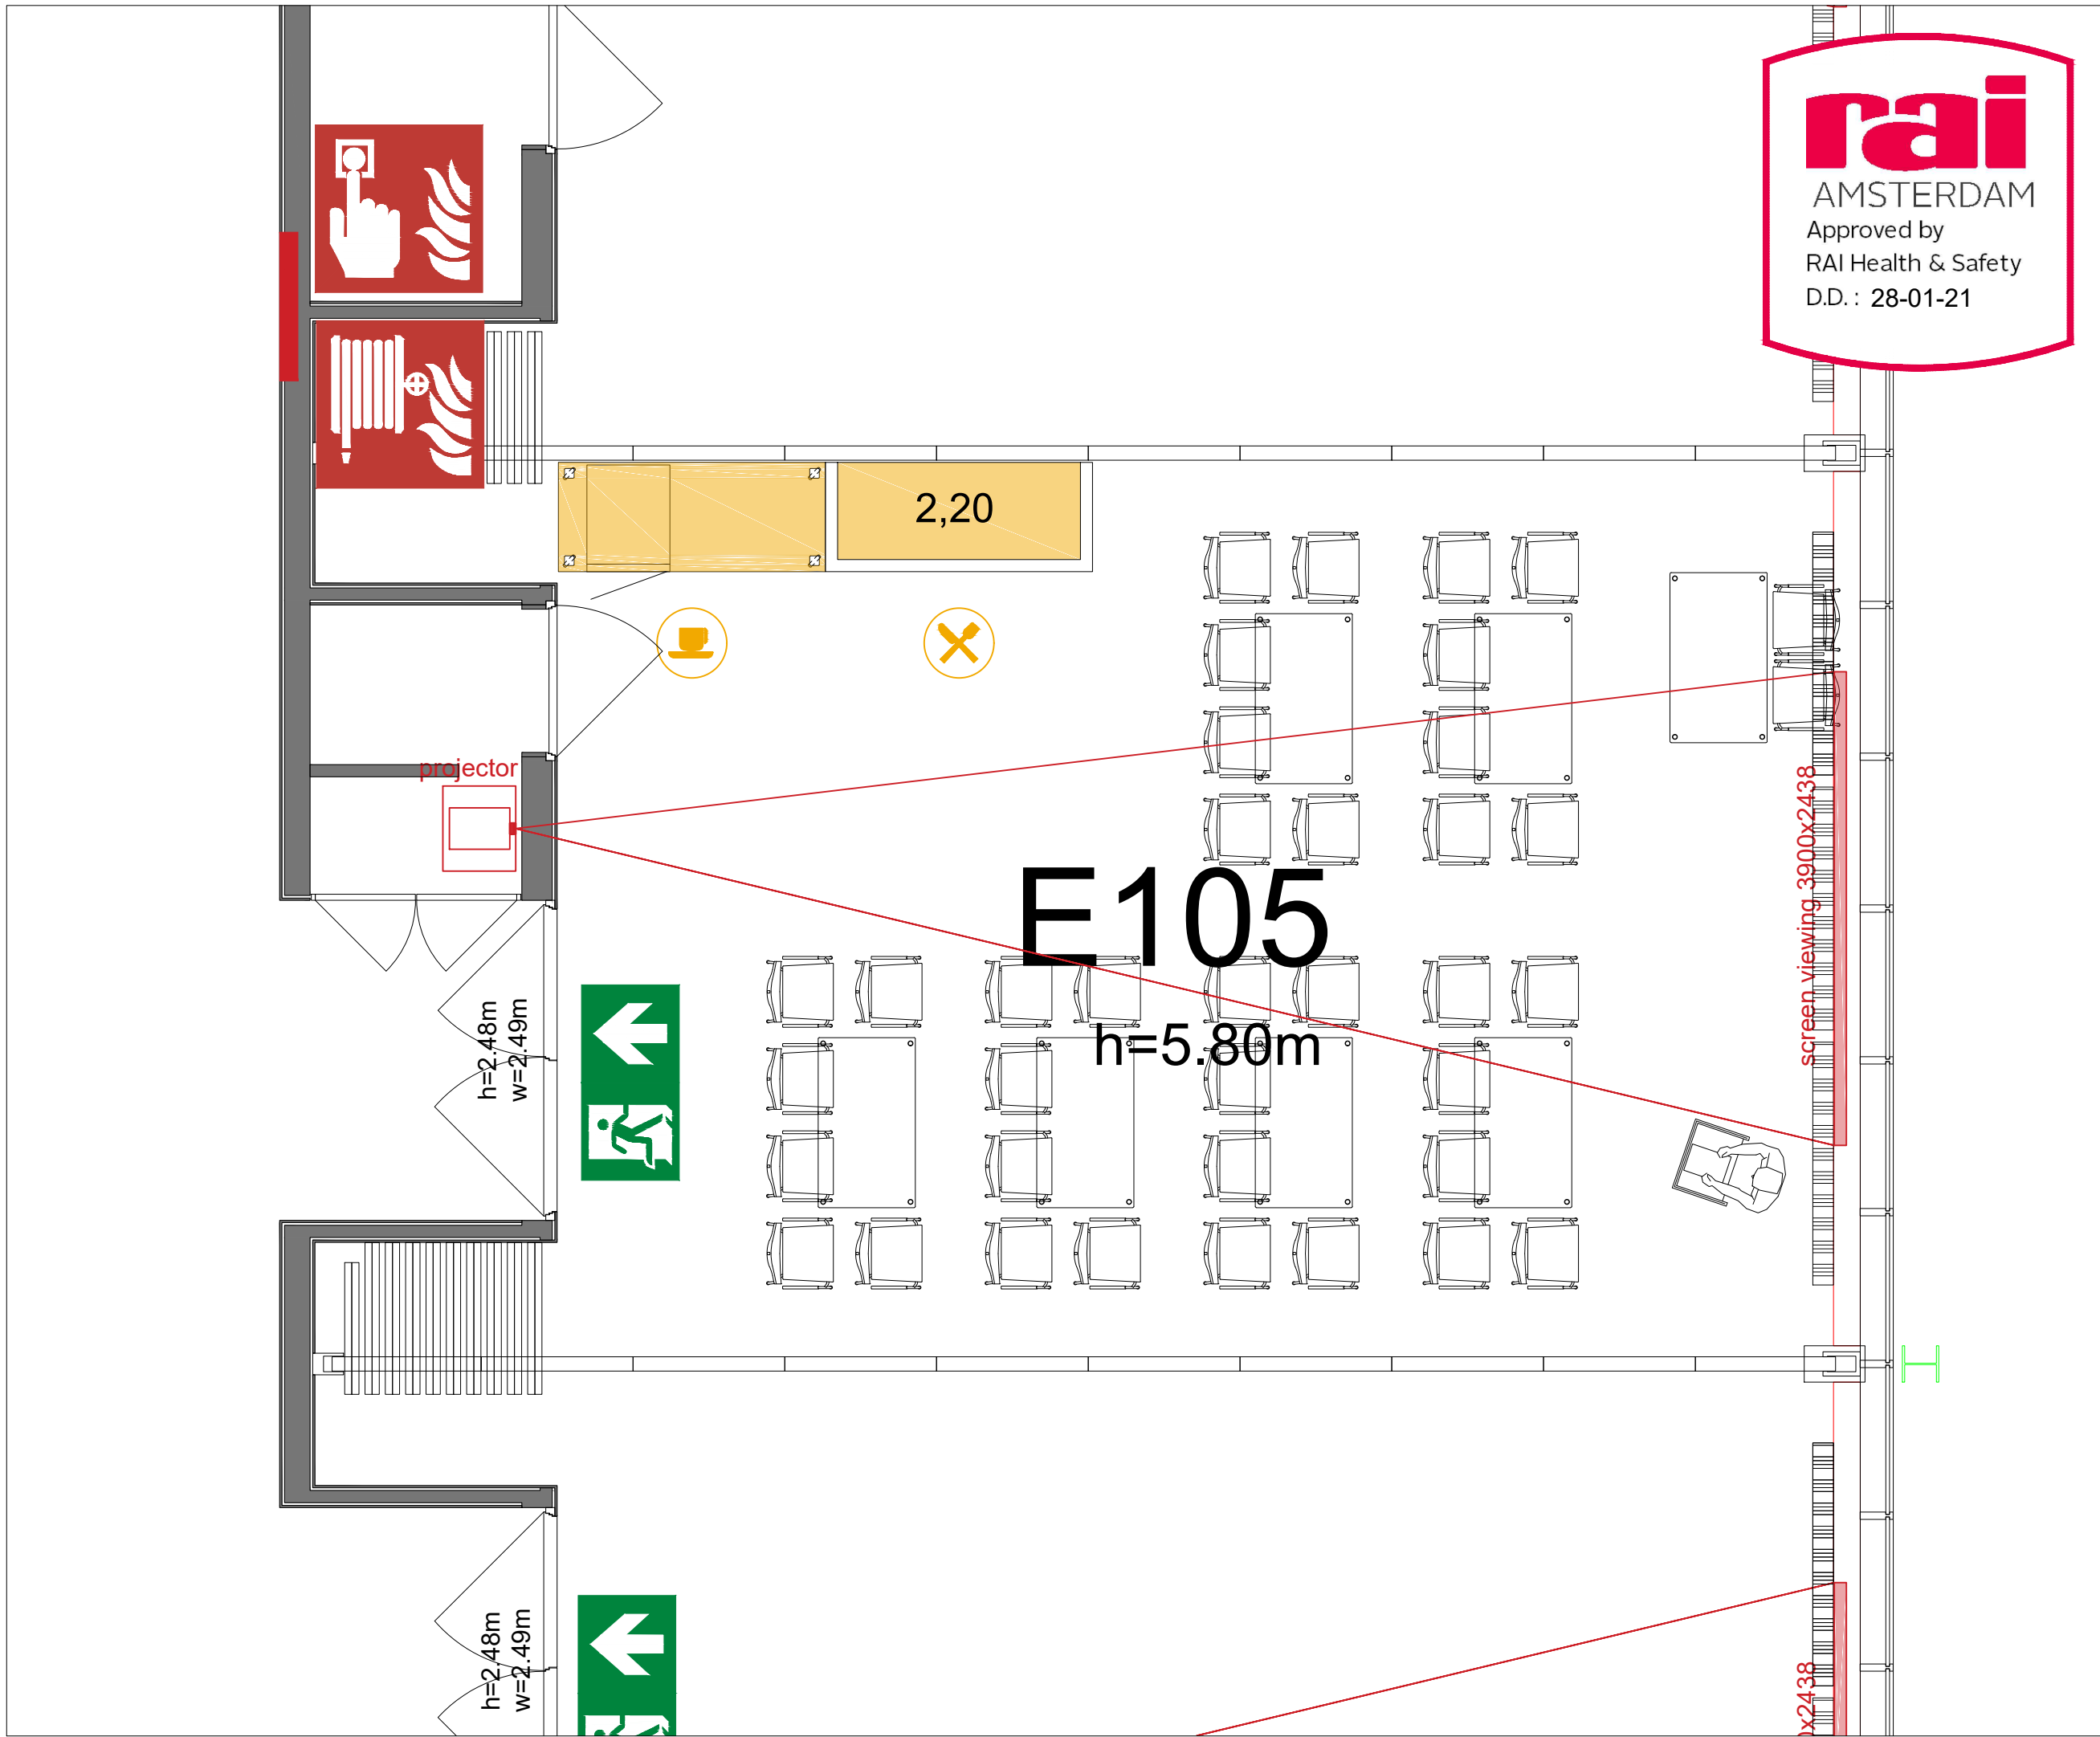 rai
AMSTERDAM
Approved by
RAI Health & Safety
D.D. : 28-01-21
2,20
projector
screen viewing 3900x2438
E105
h=5.80m
h=2.48m
w=2.49m
h=2.48m
w=2.49m
0x2438